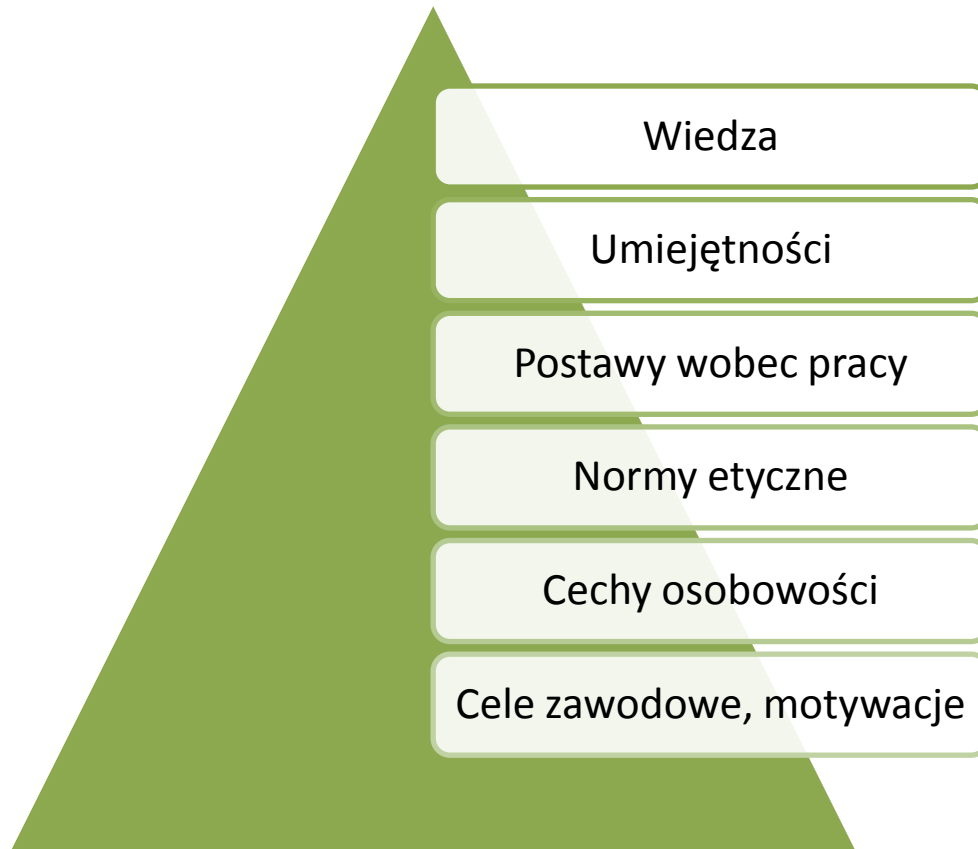 Wiedza
Umiejętności
Postawy wobec pracy
Normy etyczne
Cechy osobowości
Cele zawodowe, motywacje